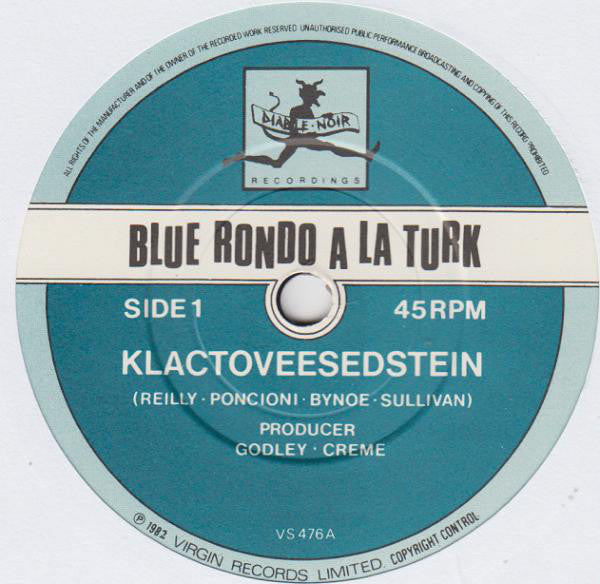 ALL RIGHTS OF THE MANUFACTURER AND OF THE OWNER OF THE RECORDED WORK RESERVED UNAUTHORISED PUBLIC PERFORMANCE BROADCASTING AND COPYING OF THIS RECORD PROHIBITED
DIABLE·NOIR
RECORDINGS
BLUE RONDO A LA TURK
SIDE 1
45RPM
KLACTOVEESEDSTEIN
(REILLY · PONCIONI · BYNOE · SULLIVAN)
PRODUCER
GODLEY · CREME
VS 476A
℗ 1982 VIRGIN RECORDS LIMITED. COPYRIGHT CONTROL.